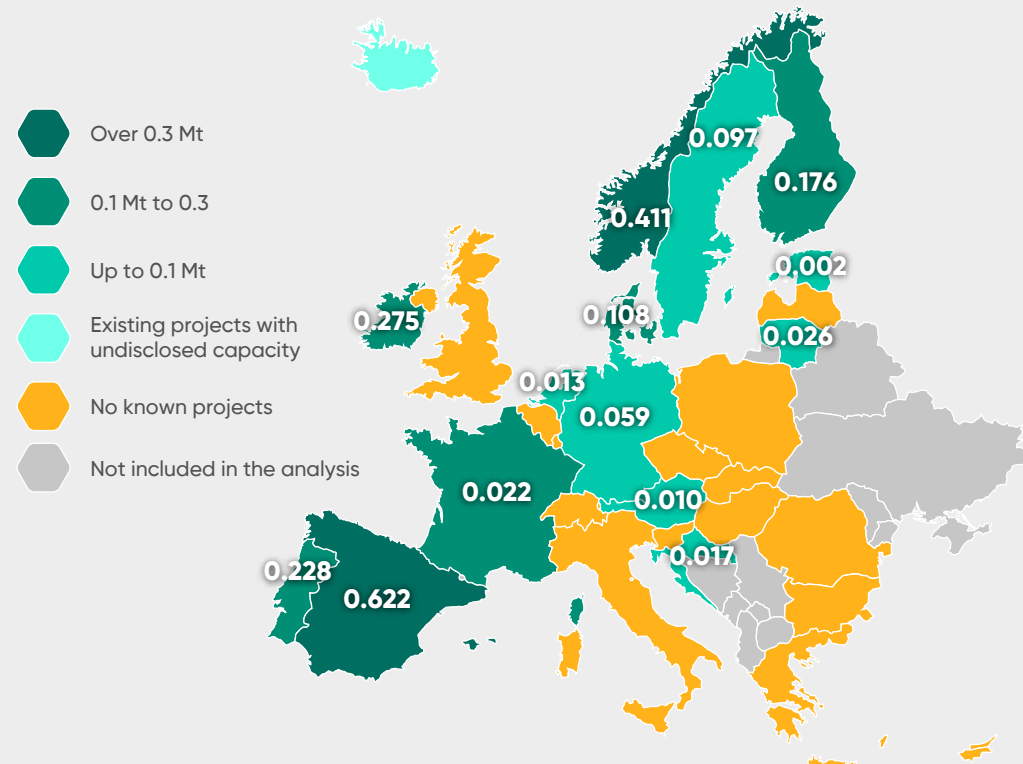 Over 0.3 Mt
0.1 Mt to 0.3
Up to 0.1 Mt
Existing projects with
undisclosed capacity
No known projects
Not included in the analysis
0.097
0.176
0.411
0.002
0.275
0.108
0.026
0.013
0.059
0.022
0.010
0.017
0.228
0.622